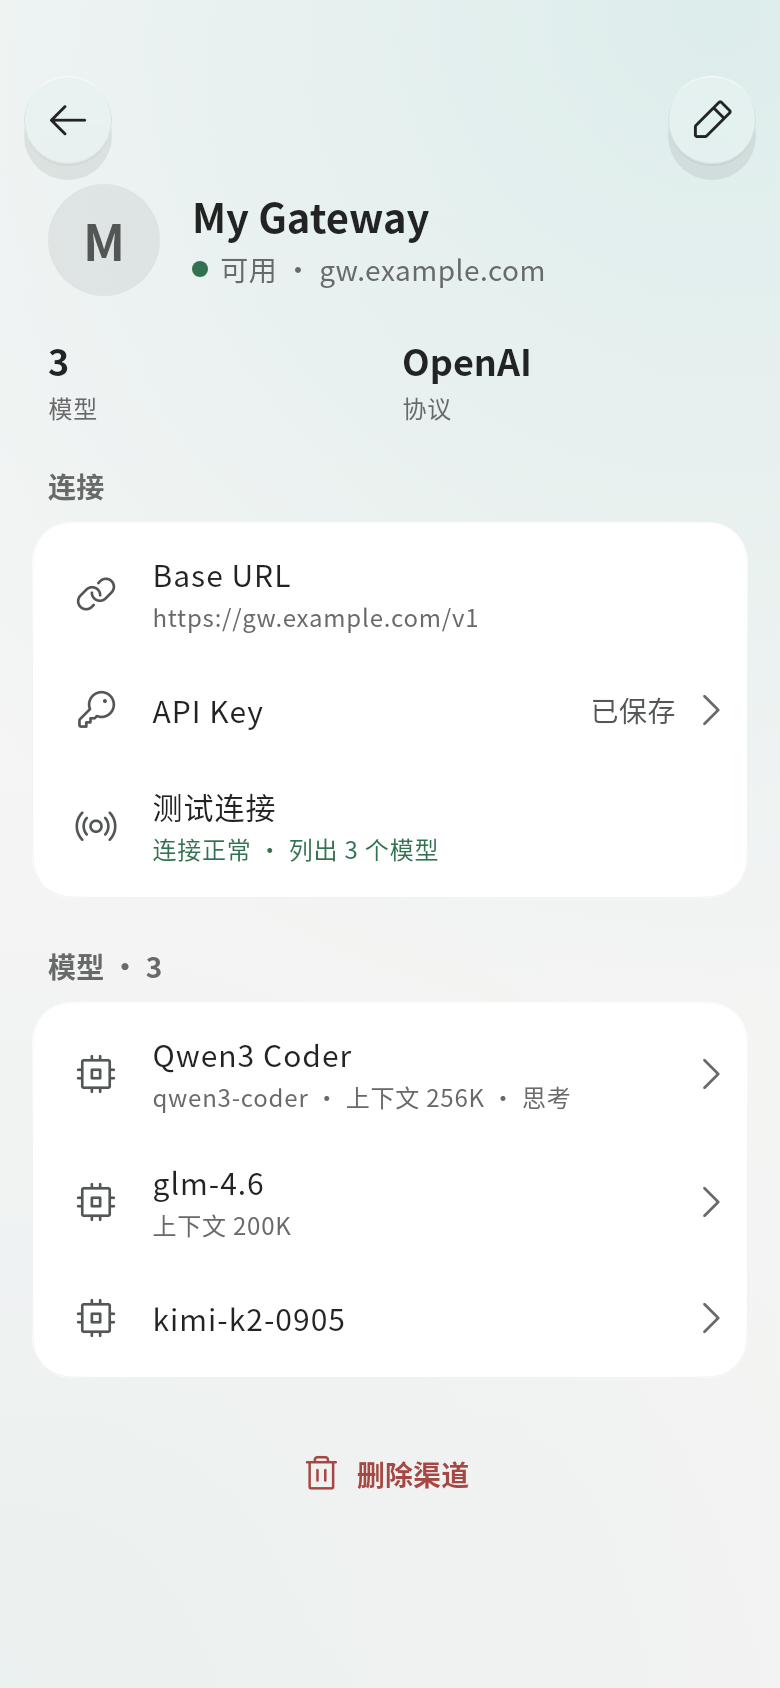 M
My Gateway
可用 · gw.example.com
3
模型
OpenAI
协议
连接
Base URL
https://gw.example.com/v1
API Key
已保存
测试连接
连接正常 · 列出 3 个模型
模型 · 3
Qwen3 Coder
qwen3-coder · 上下文 256K · 思考
glm-4.6
上下文 200K
kimi-k2-0905
删除渠道